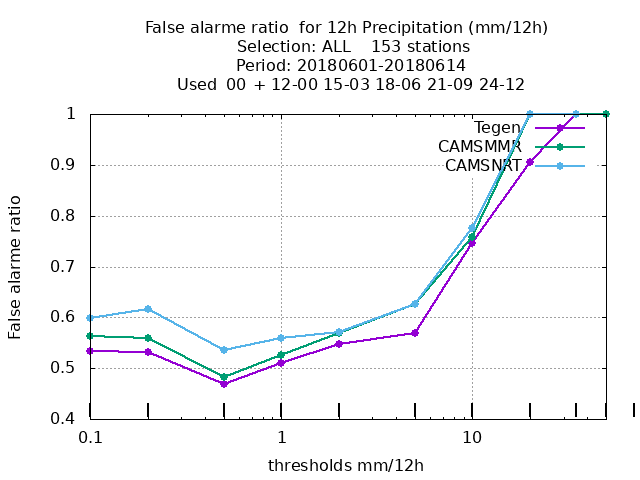 False alarme ratio  for 12h Precipitation (mm/12h)
Selection: ALL    153 stations
Period: 20180601-20180614
Used  00 + 12-00 15-03 18-06 21-09 24-12
1
0.9
0.8
0.7
0.6
0.5
0.4
False alarme ratio
Tegen
CAMSMMR
CAMSNRT
0.1 1 10
thresholds mm/12h